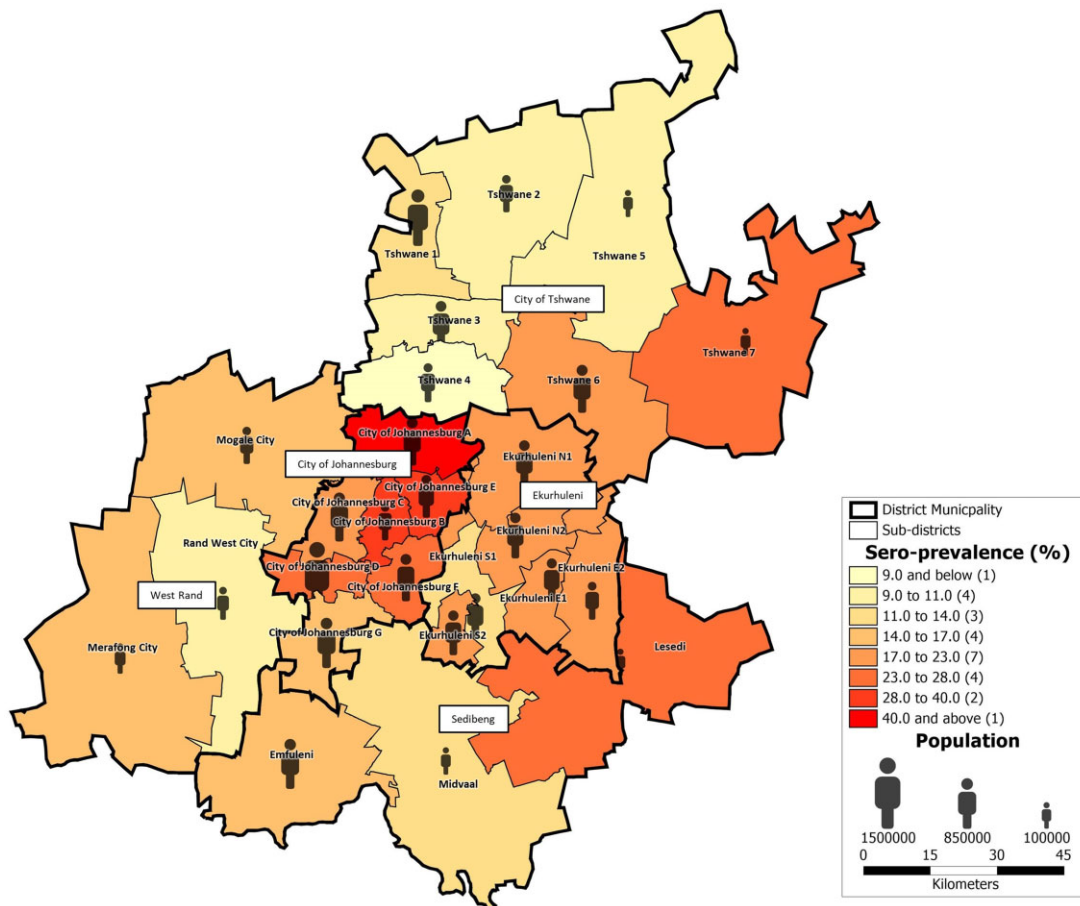 Tshwane 2
Tshwane 1
Tshwane 5
City of Tshwane
Tshwane 3
Tshwane 7
Tshwane 4
Tshwane 6
City of Johannesburg A
Mogale City
Ekurhuleni N1
City of Johannesburg
City of Johannesburg E
Ekurhuleni
City of Johannesburg C
City of Johannesburg B
Ekurhuleni N2
Rand West City
Ekurhuleni S1
City of Johannesburg D
Ekurhuleni E2
City of Johannesburg F
West Rand
Ekurhuleni E1
City of Johannesburg G
Ekurhuleni S2
Merafong City
Lesedi
Sedibeng
Emfuleni
Midvaal
District Municpality
Sub-districts
Sero-prevalence (%)
9.0 and below (1)
9.0 to 11.0 (4)
11.0 to 14.0 (3)
14.0 to 17.0 (4)
17.0 to 23.0 (7)
23.0 to 28.0 (4)
28.0 to 40.0 (2)
40.0 and above (1)
Population
1500000 850000 100000
0 15 30 45
Kilometers